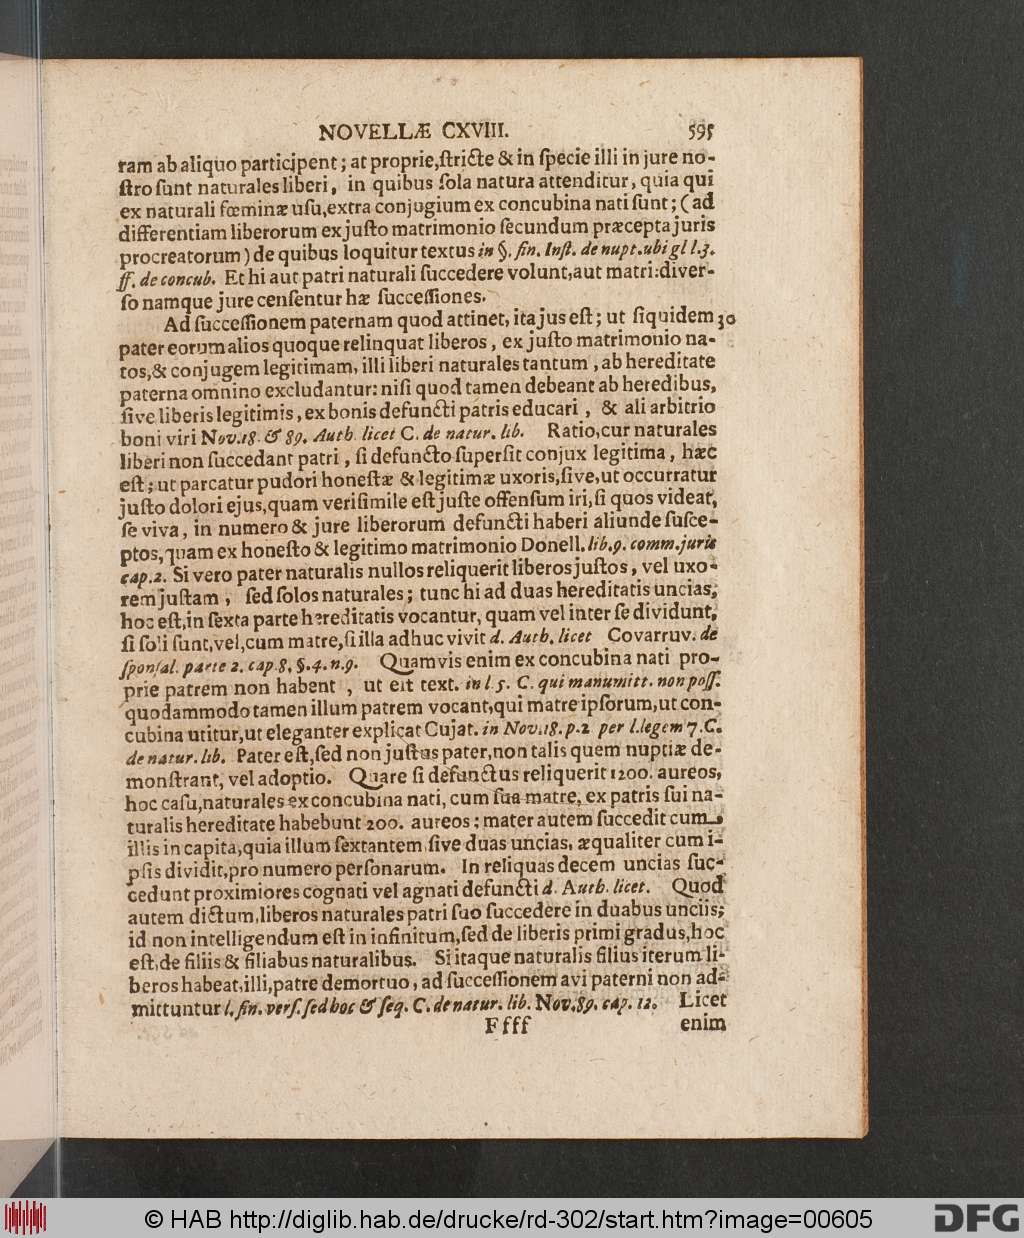 NOVELLÆ CXVIII. 595
ram ab aliquo particjpent; at proprie,ſtricte & in ſpecie illi in jure no-
ſtro ſunt naturales liberi, in quibus ſola natura attenditur, quia qui
ex naturali fœminæ uſu,extra conjugium ex concubina nati ſunt; (ad
differentiam liberorum ex juſto matrimonio ſecundum præcepta juris
procreatorum) de quibus loquitur textus in §. fin. Inſt. de nupt.ubi gl l.3.
ff. de concub. Et hi aut patri naturali ſuccedere volunt,aut matri:diver-
ſo namque jure cenſentur hæ ſucceſſiones.
Ad ſucceſſionem paternam quod attinet, ita jus eſt; ut ſiquidem 30
pater eorum alios quoque relinquat liberos, ex juſto matrimonio na-
tos,& conjugem legitimam, illi liberi naturales tantum, ab hereditate
paterna omnino excludantur: niſi quod tamen debeant ab heredibus,
ſive liberis legitimis, ex bonis defuncti patris educari, & ali arbitrio
boni viri Nov.18. & 89. Auth. licet C. de natur. lib. Ratio,cur naturales
liberi non ſuccedant patri, ſi defuncto ſuperſit conjux legitima, hæc
eſt; ut parcatur pudori honeſtæ & legitimæ uxoris,ſive,ut occurratur
juſto dolori ejus,quam veriſimile eſt juſte offenſum iri,ſi quos videat,
ſe viva, in numero & jure liberorum defuncti haberi aliunde ſuſce-
ptos,quam ex honeſto & legitimo matrimonio Donell. lib.9. comm.juris
cap.2. Si vero pater naturalis nullos reliquerit liberos juſtos, vel uxo-
rem juſtam, ſed ſolos naturales; tunc hi ad duas hereditatis uncias,
hoc eſt,in ſexta parte hereditatis vocantur, quam vel inter ſe dividunt,
ſi ſoli ſunt,vel,cum matre,ſi illa adhuc vivit d. Auth. licet Covarruv. de
ſponſal. parte 2. cap.8. §.4. n.9. Quamvis enim ex concubina nati pro-
prie patrem non habent, ut eſt text. in l.5. C. qui manumitt. non poſſ.
quodammodo tamen illum patrem vocant,qui matre ipſorum,ut con-
cubina utitur,ut eleganter explicat Cujat. in Nov.18. p.2 per l.legem 7.C.
de natur. lib. Pater eſt,ſed non juſtus pater,non talis quem nuptiæ de-
monſtrant, vel adoptio. Quare ſi defunctus reliquerit 1200. aureos,
hoc caſu,naturales ex concubina nati, cum ſua matre, ex patris ſui na-
turalis hereditate habebunt 200. aureos: mater autem ſuccedit cum
illis in capita,quia illum ſextantem ſive duas uncias, æqualiter cum i-
pſis dividit,pro numero perſonarum. In reliquas decem uncias ſuc-
cedunt proximiores cognati vel agnati defuncti d. Auth. licet. Quod
autem dictum,liberos naturales patri ſuo ſuccedere in duabus unciis;
id non intelligendum eſt in infinitum,ſed de liberis primi gradus,hoc
eſt,de filiis & filiabus naturalibus. Si itaque naturalis filius iterum li-
beros habeat,illi,patre demortuo, ad ſucceſſionem avi paterni non ad-
mittuntur l. fin. verſ. ſed hoc & ſeq. C. de natur. lib. Nov.89. cap. 12. Licet
Ffff enim
© HAB http://diglib.hab.de/drucke/rd-302/start.htm?image=00605
DFG